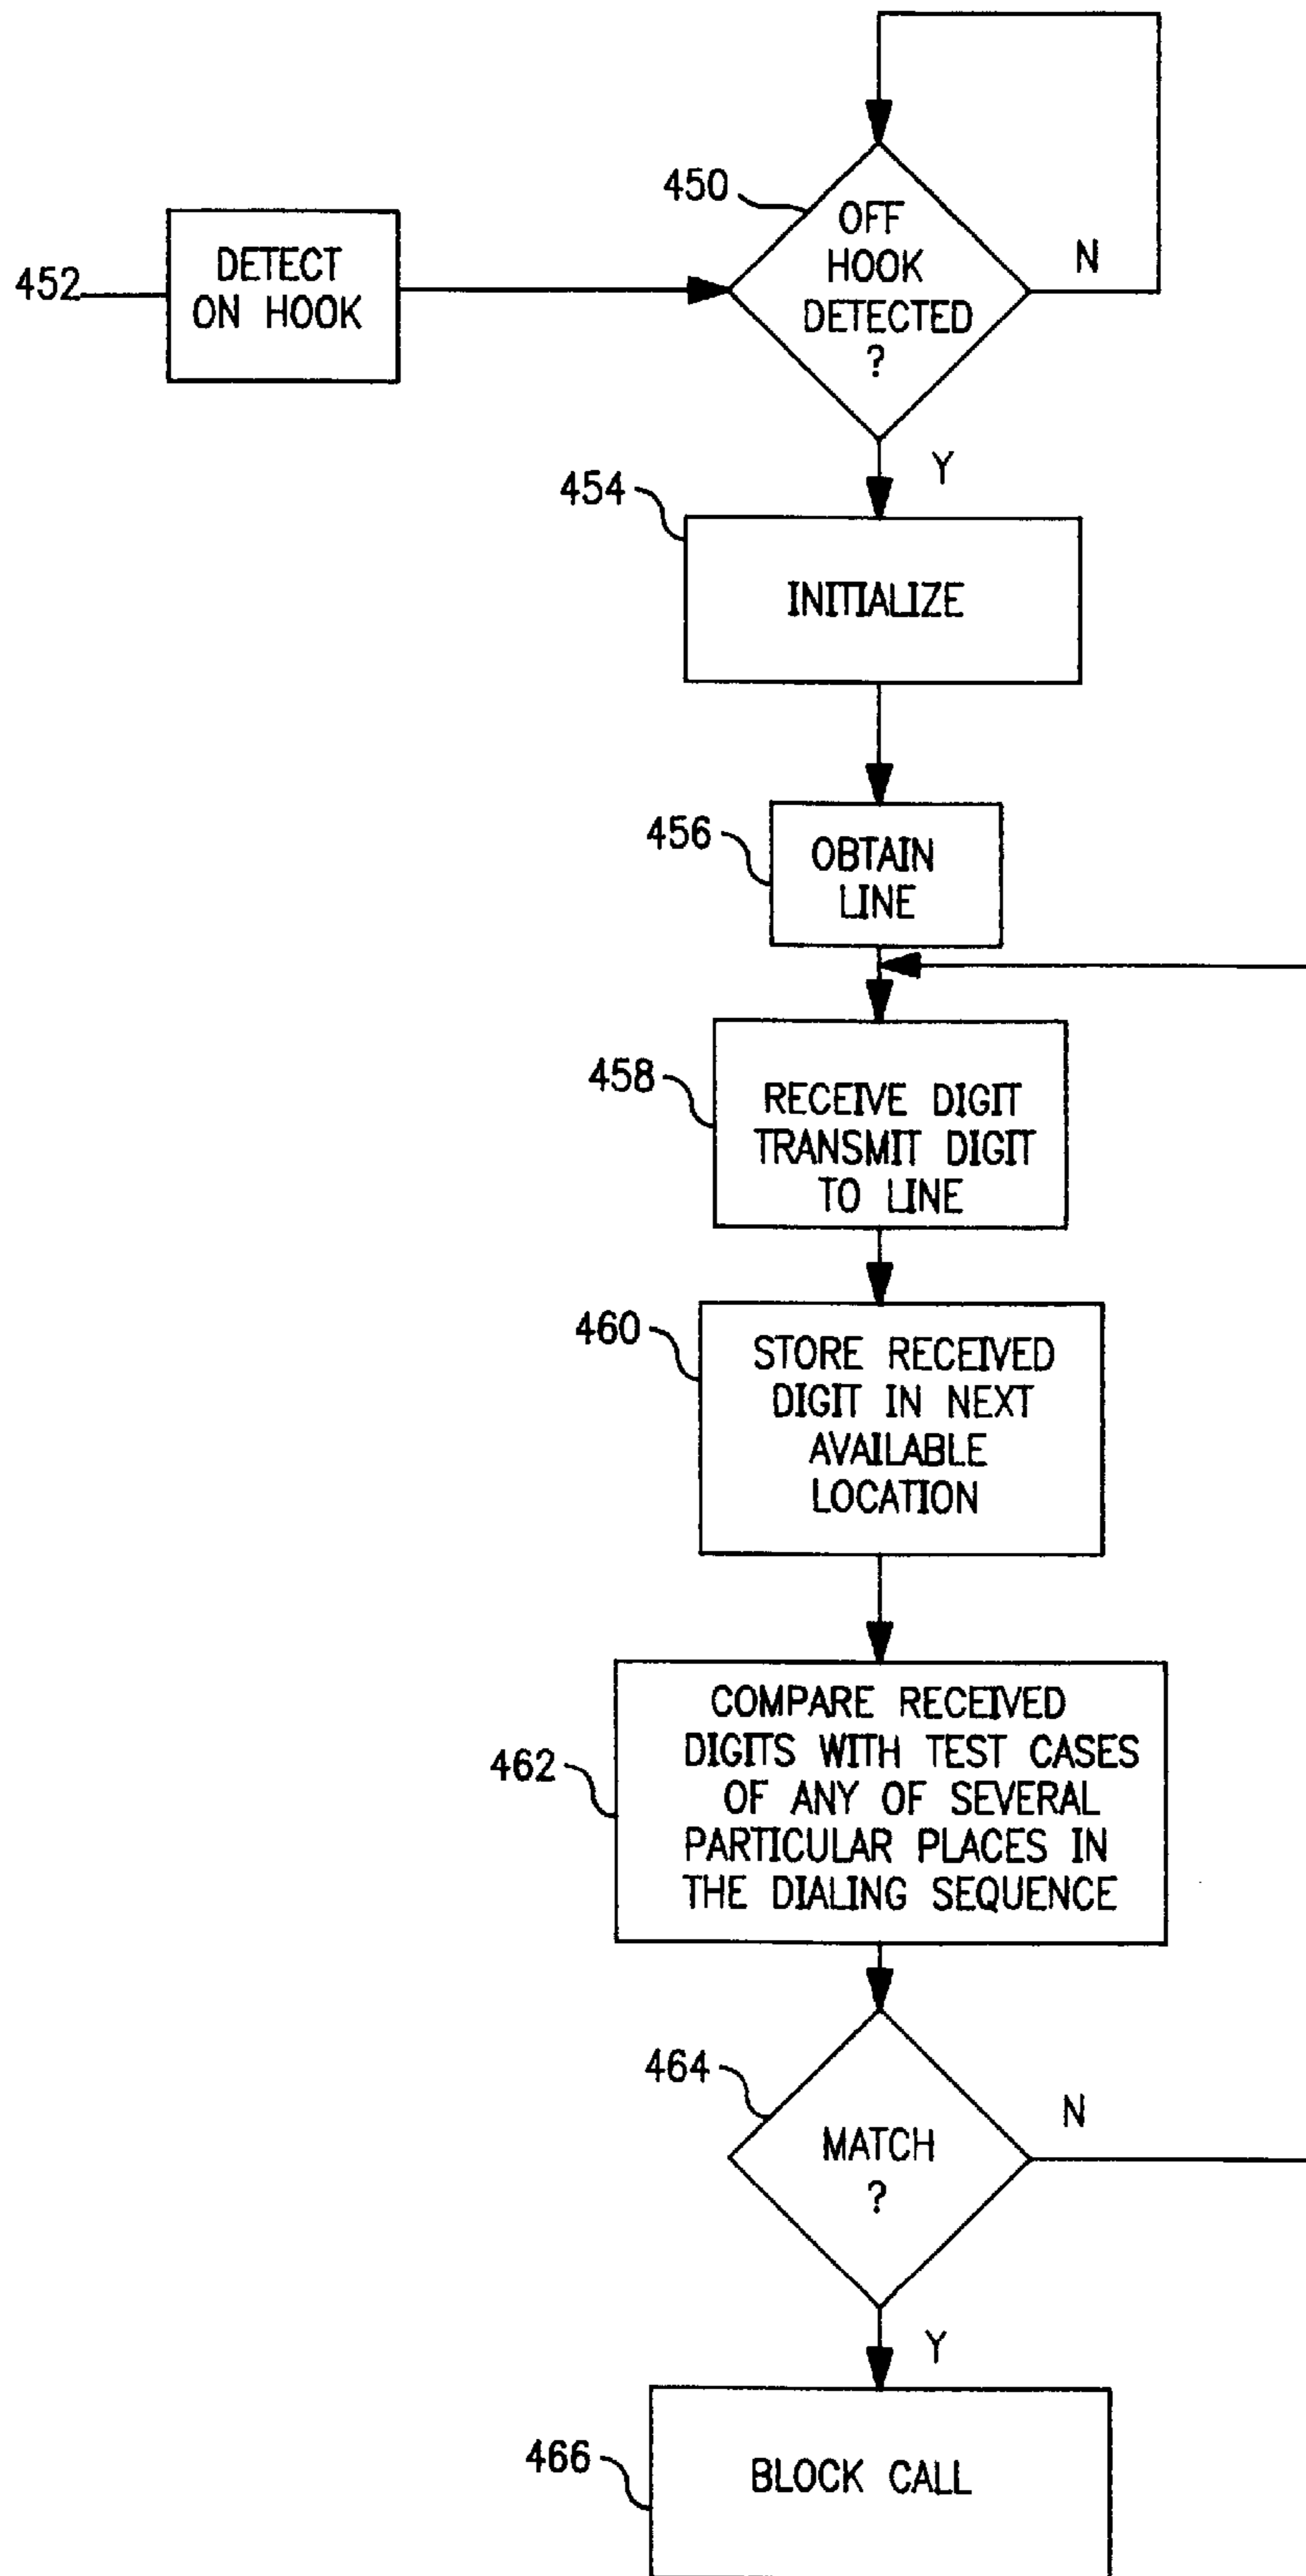 450
OFF
HOOK
DETECTED
?
N
452
DETECT
ON HOOK
Y
454
INITIALIZE
456
OBTAIN
LINE
458
RECEIVE DIGIT
TRANSMIT DIGIT
TO LINE
460
STORE RECEIVED
DIGIT IN NEXT
AVAILABLE
LOCATION
462
COMPARE RECEIVED
DIGITS WITH TEST CASES
OF ANY OF SEVERAL
PARTICULAR PLACES IN
THE DIALING SEQUENCE
464
MATCH
?
N
Y
466
BLOCK CALL